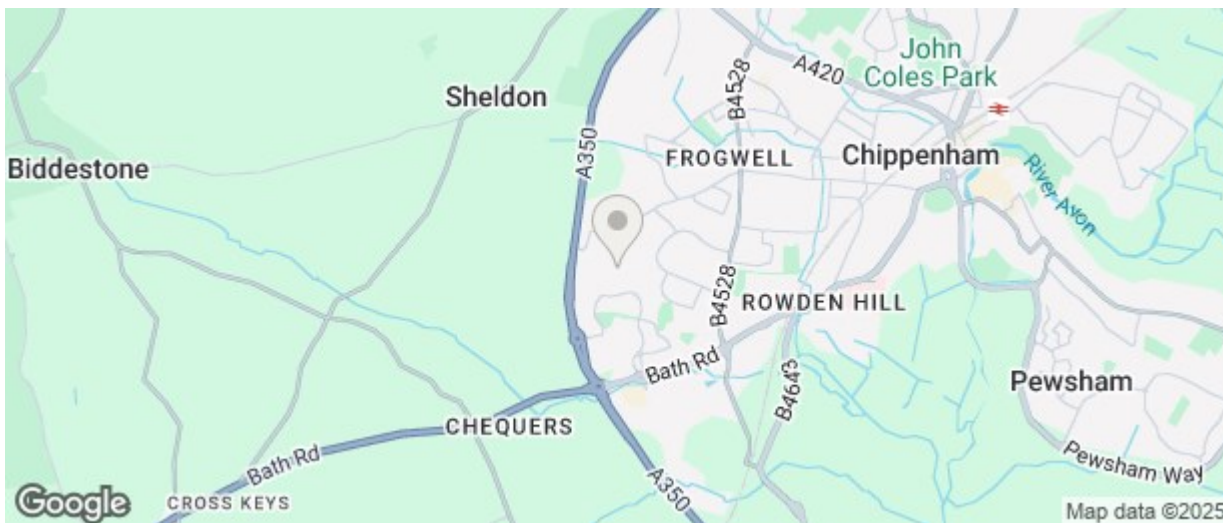 John
Coles Park
A420
B4528
Sheldon
A350
FROGWELL
Chippenham
Biddestone
River Avon
B4528
ROWDEN HILL
Bath Rd
B4643
Pewsham
CHEQUERS
Bath Rd
A350
Pewsham Way
CROSS KEYS
Google
Map data ©2025